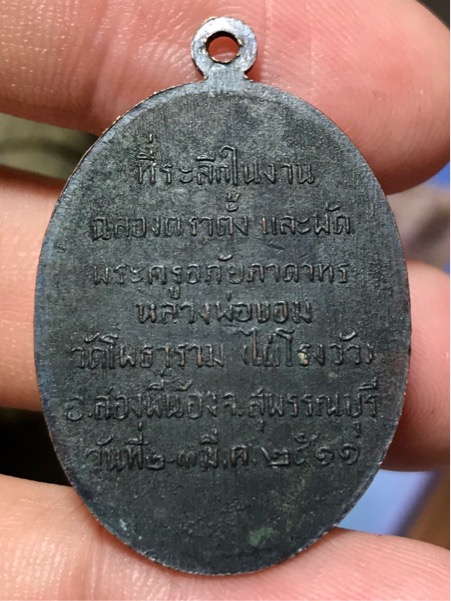 ที่ระลึกในงาน
ฉลองตราตั้ง และพัด
พระครูอภัยภาดาทร
หลวงพ่อขอม
วัดโพธาราม (ไผ่โรงวัว)
อ.สองพี่น้อง จ.สุพรรณบุรี
วันที่ ๒-๓ มี.ค. ๒๕๑๑